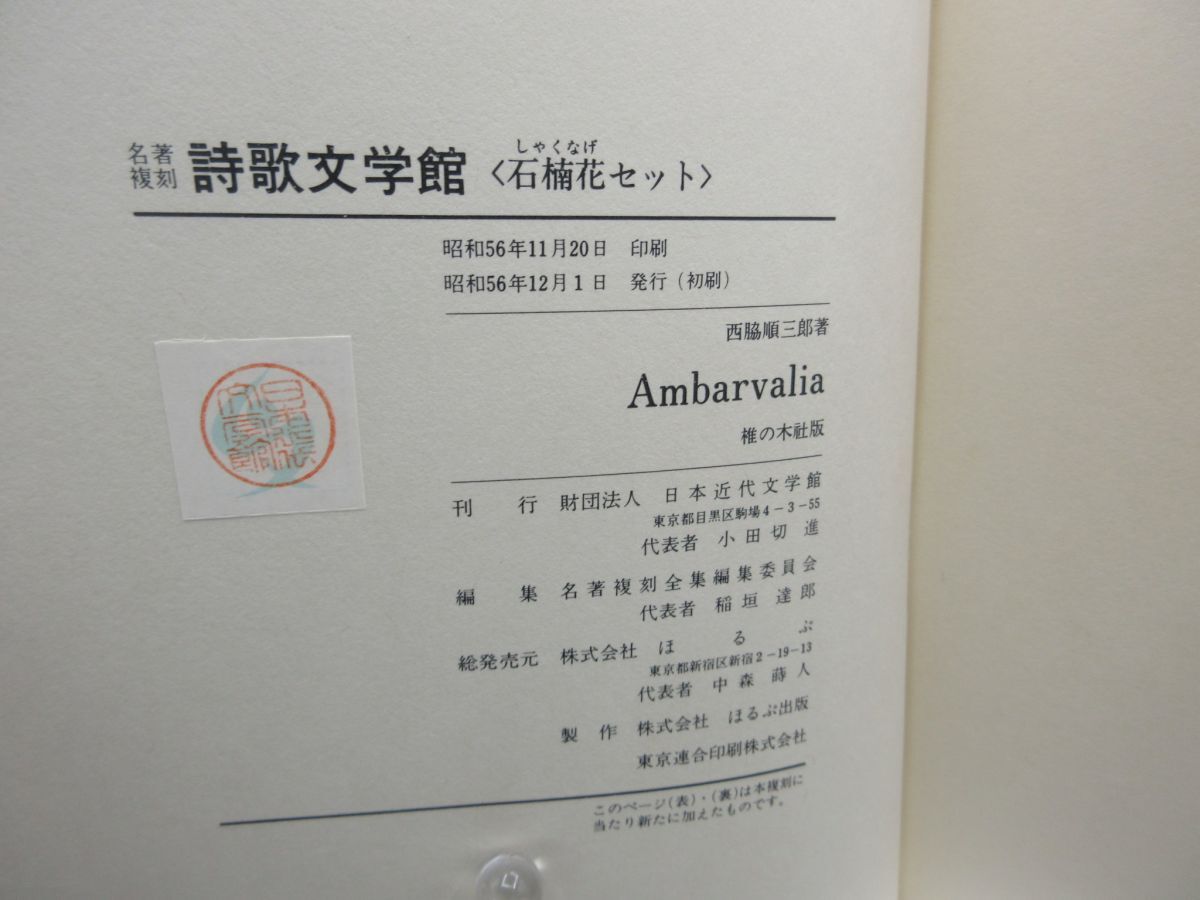 名著
複刻
詩歌文学館〈石楠花セット〉
しゃくなげ
昭和56年11月20日 印刷
昭和56年12月1日 発行（初刷）
西脇順三郎著
Ambarvalia
椎の木社版
刊行 財団法人 日本近代文学館
東京都目黒区駒場4-3-55
代表者 小田切進
編集 名著複刻全集編集委員会
代表者 稲垣達郎
総発売元 株式会社 ほるぷ
東京都新宿区新宿2-19-13
代表者 中森蒔人
製作 株式会社 ほるぷ出版
東京連合印刷株式会社
このページ（表）・（裏）は本複刻に
当たり新たに加えたものです。